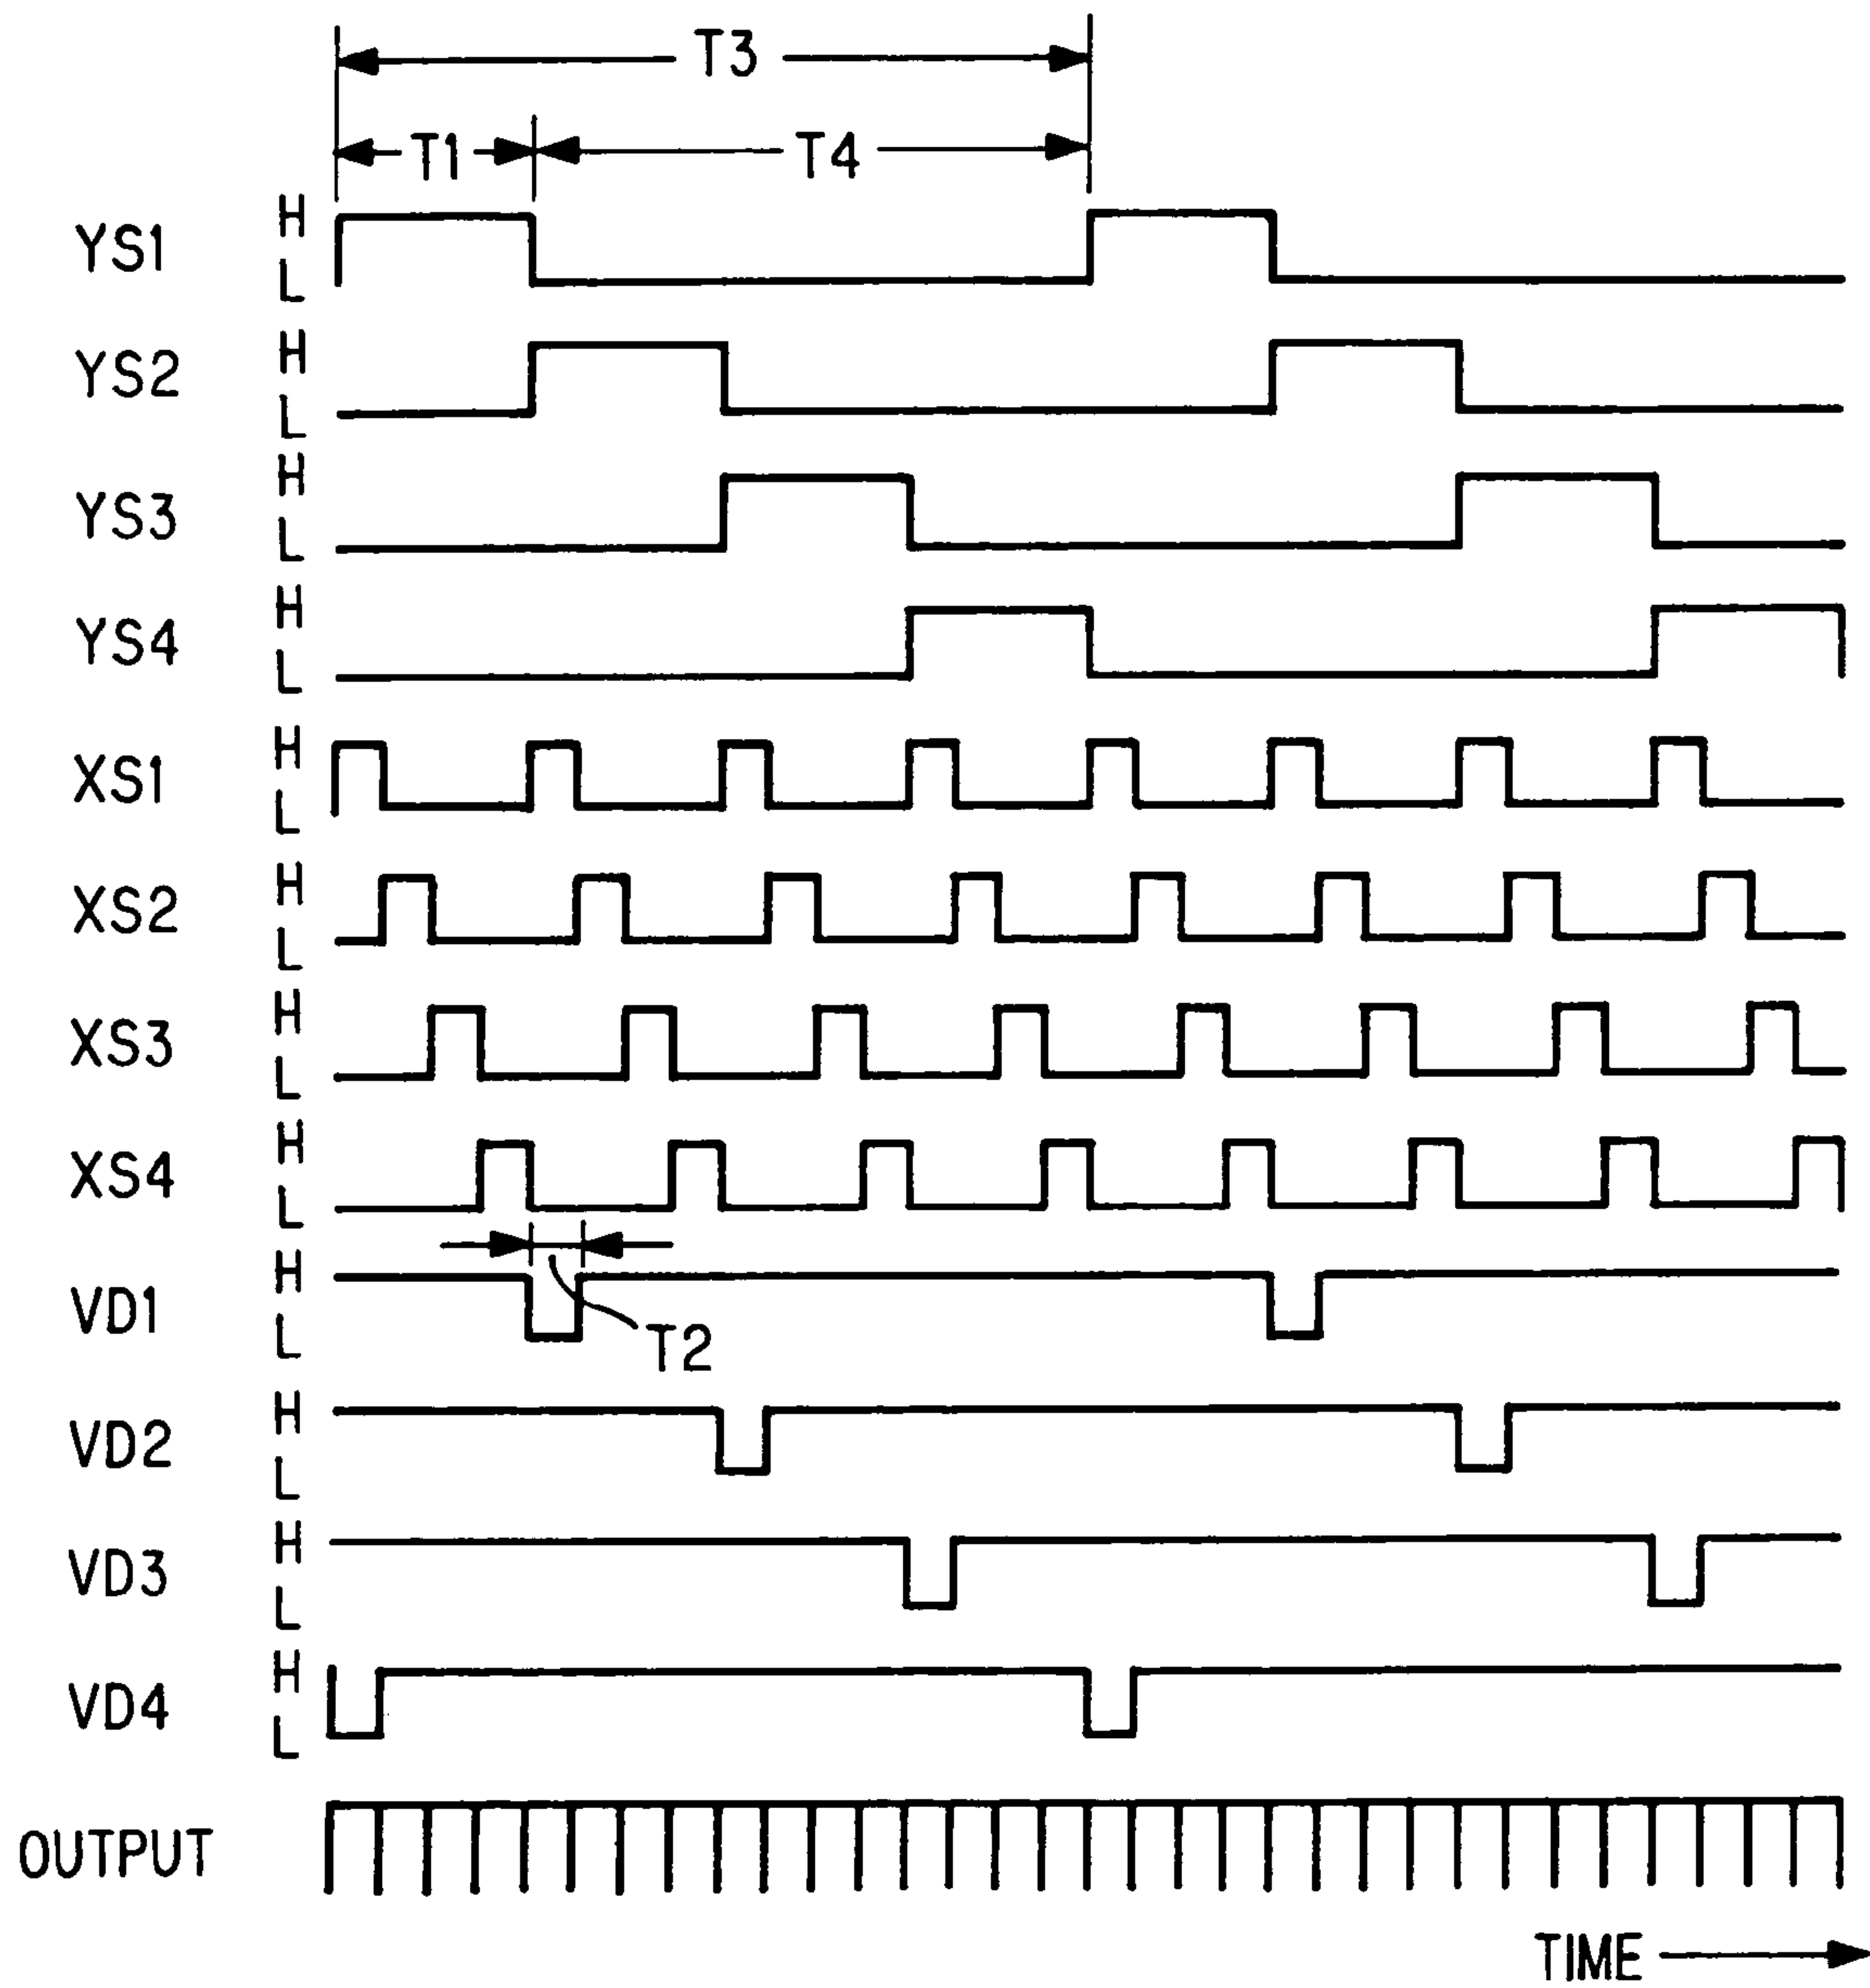 T3
T1 T4
YS1 H L
YS2 H L
YS3 H L
YS4 H L
XS1 H L
XS2 H L
XS3 H L
XS4 H L
VD1 H L
T2
VD2 H L
VD3 H L
VD4 H L
OUTPUT
TIME